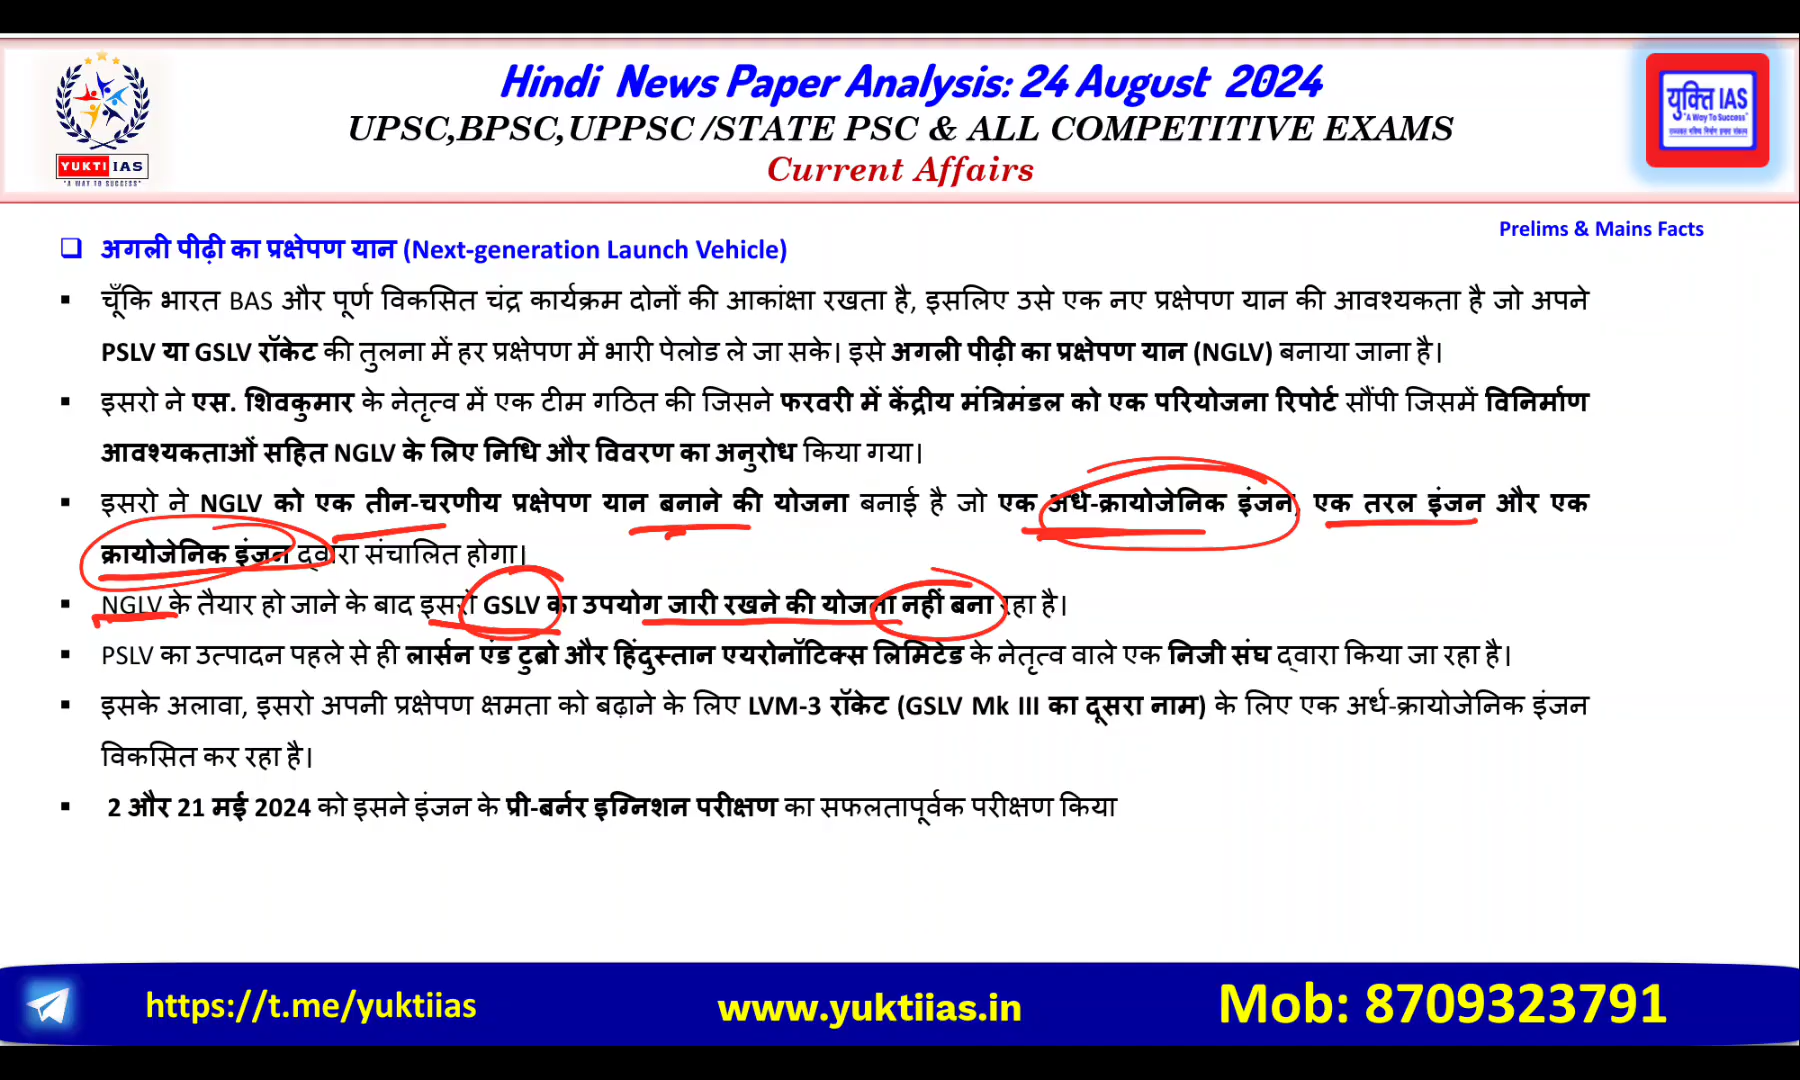 Hindi News Paper Analysis: 24 August 2024
UPSC,BPSC,UPPSC /STATE PSC & ALL COMPETITIVE EXAMS
Current Affairs
YUKTI IAS
"A WAY TO SUCCESS"
युक्ति IAS
"A Way To Success"
Prelims & Mains Facts
❑ अगली पीढ़ी का प्रक्षेपण यान (Next-generation Launch Vehicle)
▪ चूँकि भारत BAS और पूर्ण विकसित चंद्र कार्यक्रम दोनों की आकांक्षा रखता है, इसलिए उसे एक नए प्रक्षेपण यान की आवश्यकता है जो अपने
PSLV या GSLV रॉकेट की तुलना में हर प्रक्षेपण में भारी पेलोड ले जा सके। इसे अगली पीढ़ी का प्रक्षेपण यान (NGLV) बनाया जाना है।
▪ इसरो ने एस. शिवकुमार के नेतृत्व में एक टीम गठित की जिसने फरवरी में केंद्रीय मंत्रिमंडल को एक परियोजना रिपोर्ट सौंपी जिसमें विनिर्माण
आवश्यकताओं सहित NGLV के लिए निधि और विवरण का अनुरोध किया गया।
▪ इसरो ने NGLV को एक तीन-चरणीय प्रक्षेपण यान बनाने की योजना बनाई है जो एक अर्ध-क्रायोजेनिक इंजन, एक तरल इंजन और एक
क्रायोजेनिक इंजन द्वारा संचालित होगा।
▪ NGLV के तैयार हो जाने के बाद इसरो GSLV का उपयोग जारी रखने की योजना नहीं बना रहा है।
▪ PSLV का उत्पादन पहले से ही लार्सन एंड टुब्रो और हिंदुस्तान एयरोनॉटिक्स लिमिटेड के नेतृत्व वाले एक निजी संघ द्वारा किया जा रहा है।
▪ इसके अलावा, इसरो अपनी प्रक्षेपण क्षमता को बढ़ाने के लिए LVM-3 रॉकेट (GSLV Mk III का दूसरा नाम) के लिए एक अर्ध-क्रायोजेनिक इंजन
विकसित कर रहा है।
▪ 2 और 21 मई 2024 को इसने इंजन के प्री-बर्नर इग्निशन परीक्षण का सफलतापूर्वक परीक्षण किया
https://t.me/yuktiias
www.yuktiias.in
Mob: 8709323791